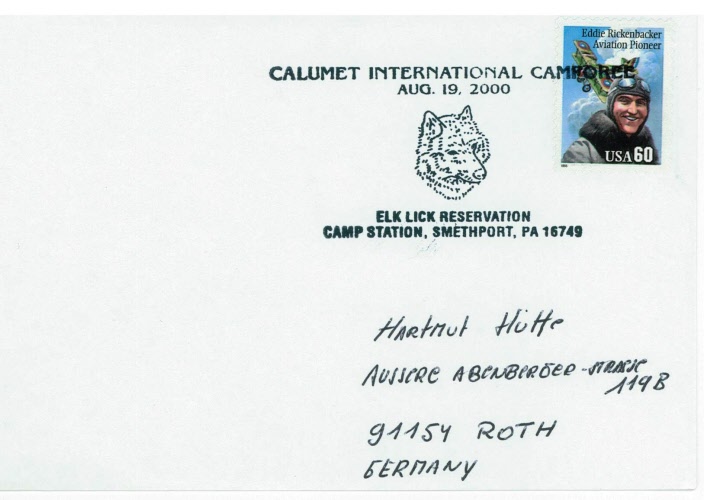 Eddie Rickenbacker
Aviation Pioneer
USA 60
CALUMET INTERNATIONAL CAMPOREE
AUG. 19, 2000
ELK LICK RESERVATION
CAMP STATION, SMETHPORT, PA 16749
Hartmut Hütte
Aussere Abenberger-Strasse
119B
91154 ROTH
GERMANY